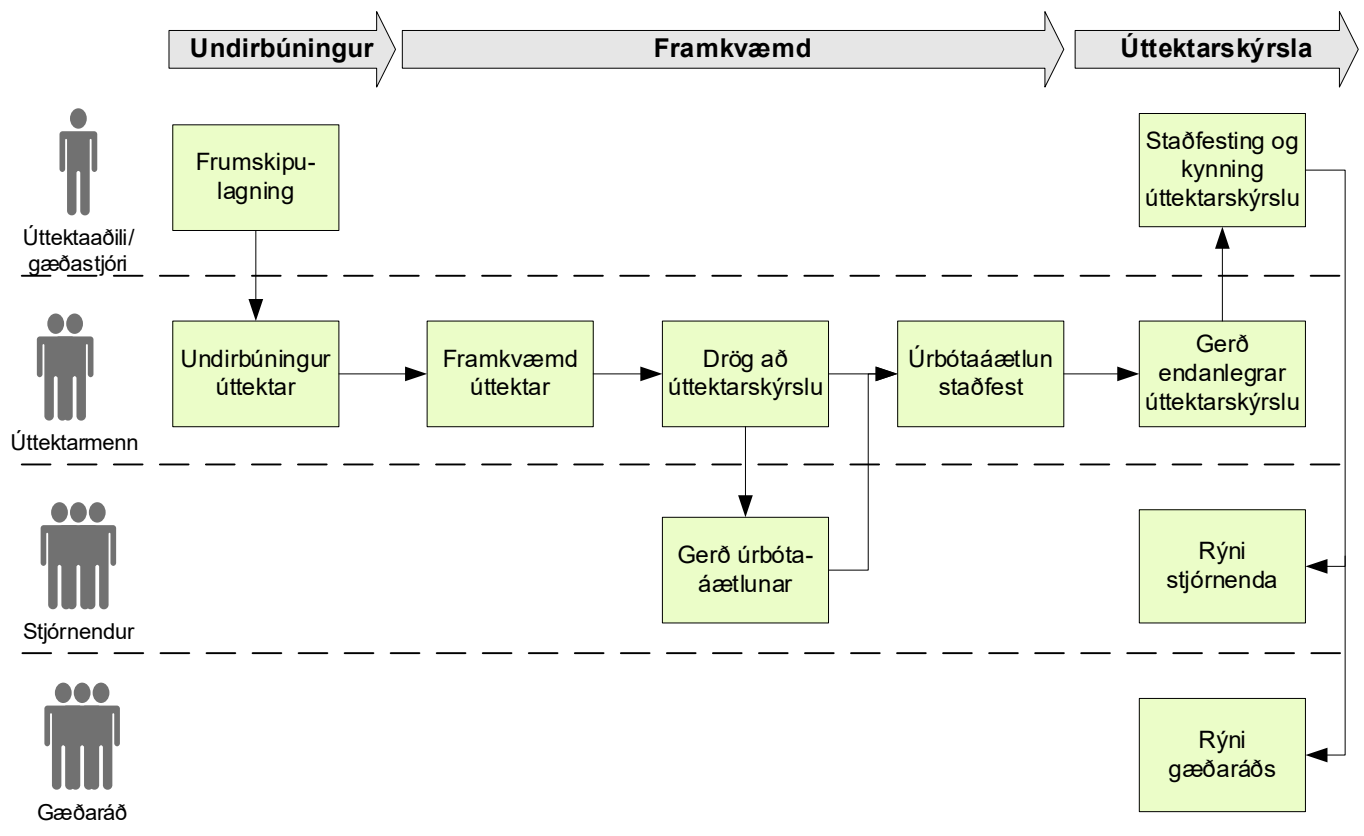 Undirbúningur
Framkvæmd
Úttektarskýrsla
Úttektaaðili/
gæðastjóri
Frumskipu-
lagning
Staðfesting og
kynning
úttektarskýrslu
Úttektarmenn
Undirbúningur
úttektar
Framkvæmd
úttektar
Drög að
úttektarskýrslu
Úrbótaáætlun
staðfest
Gerð
endanlegrar
úttektarskýrslu
Stjórnendur
Gerð úrbóta-
áætlunar
Rýni
stjórnenda
Gæðaráð
Rýni
gæðaráðs